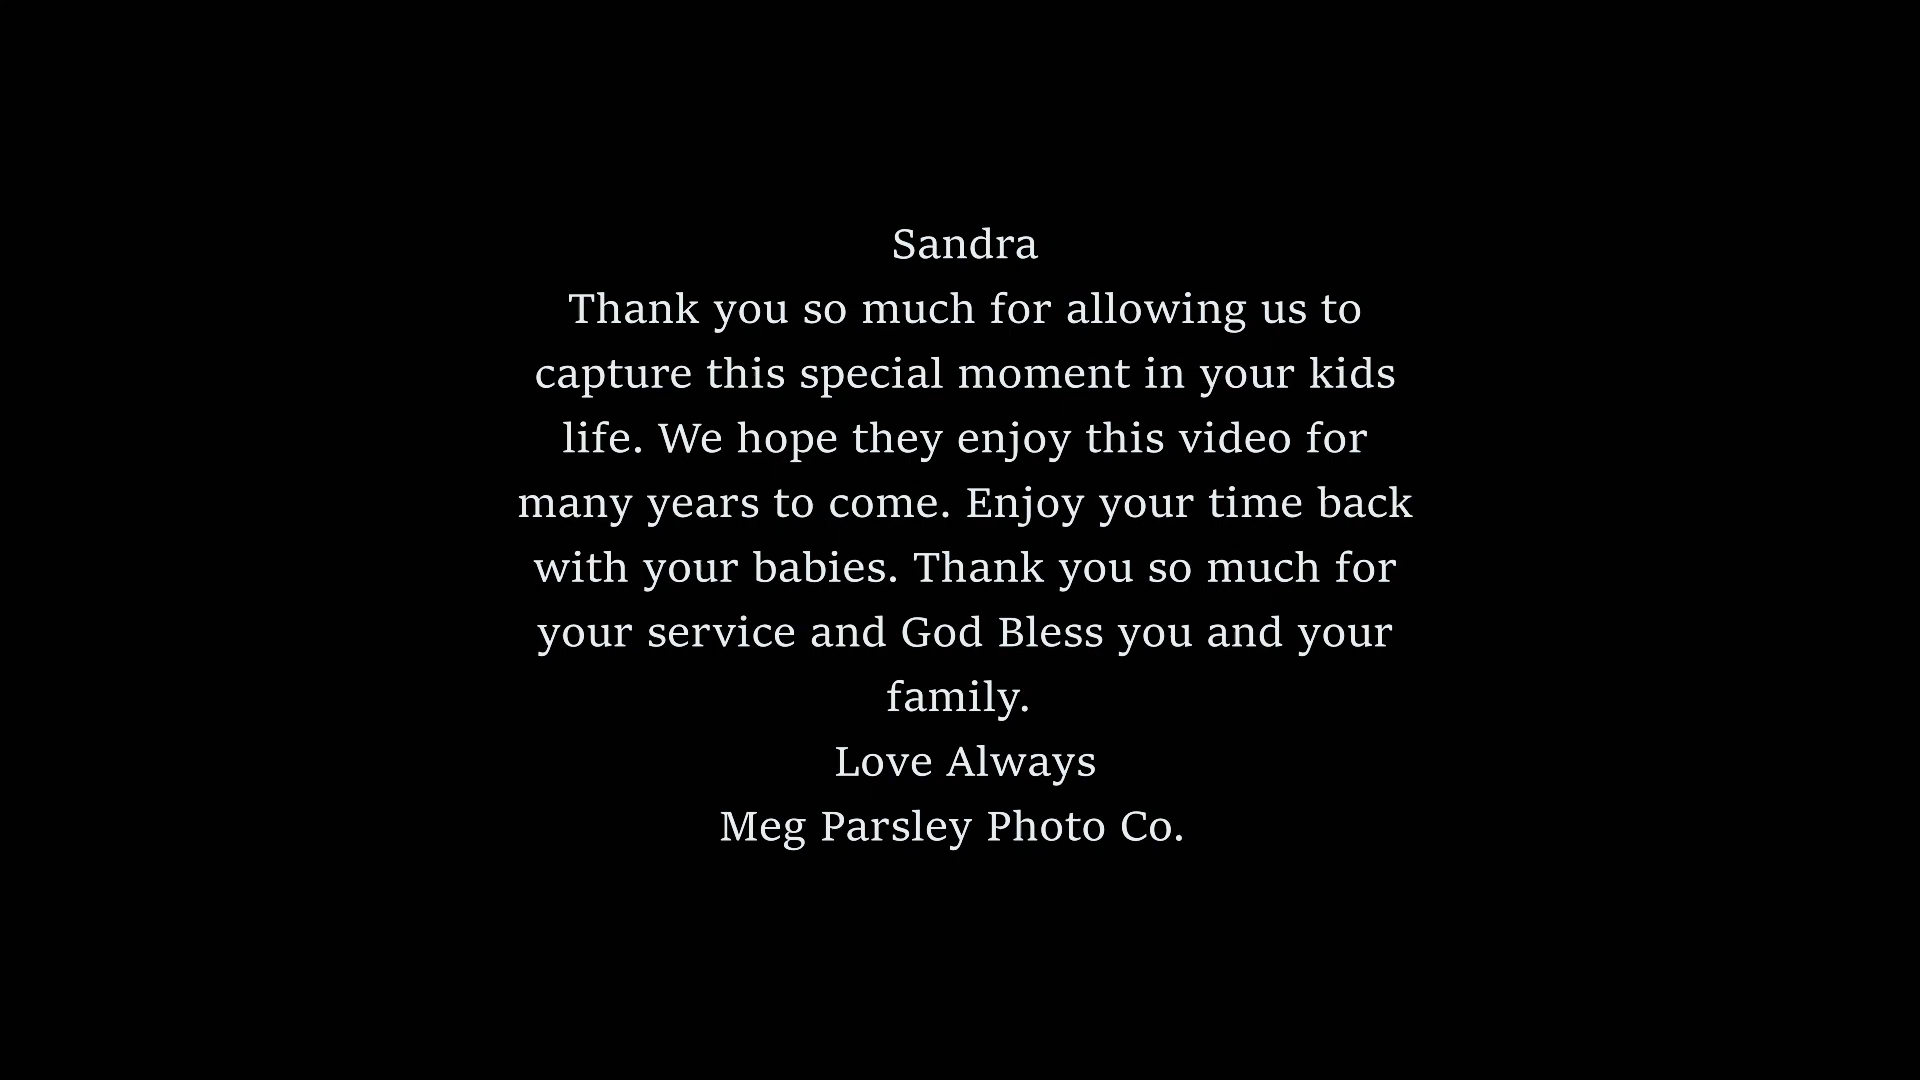 Sandra
Thank you so much for allowing us to
capture this special moment in your kids
life. We hope they enjoy this video for
many years to come. Enjoy your time back
with your babies. Thank you so much for
your service and God Bless you and your
family.
Love Always
Meg Parsley Photo Co.